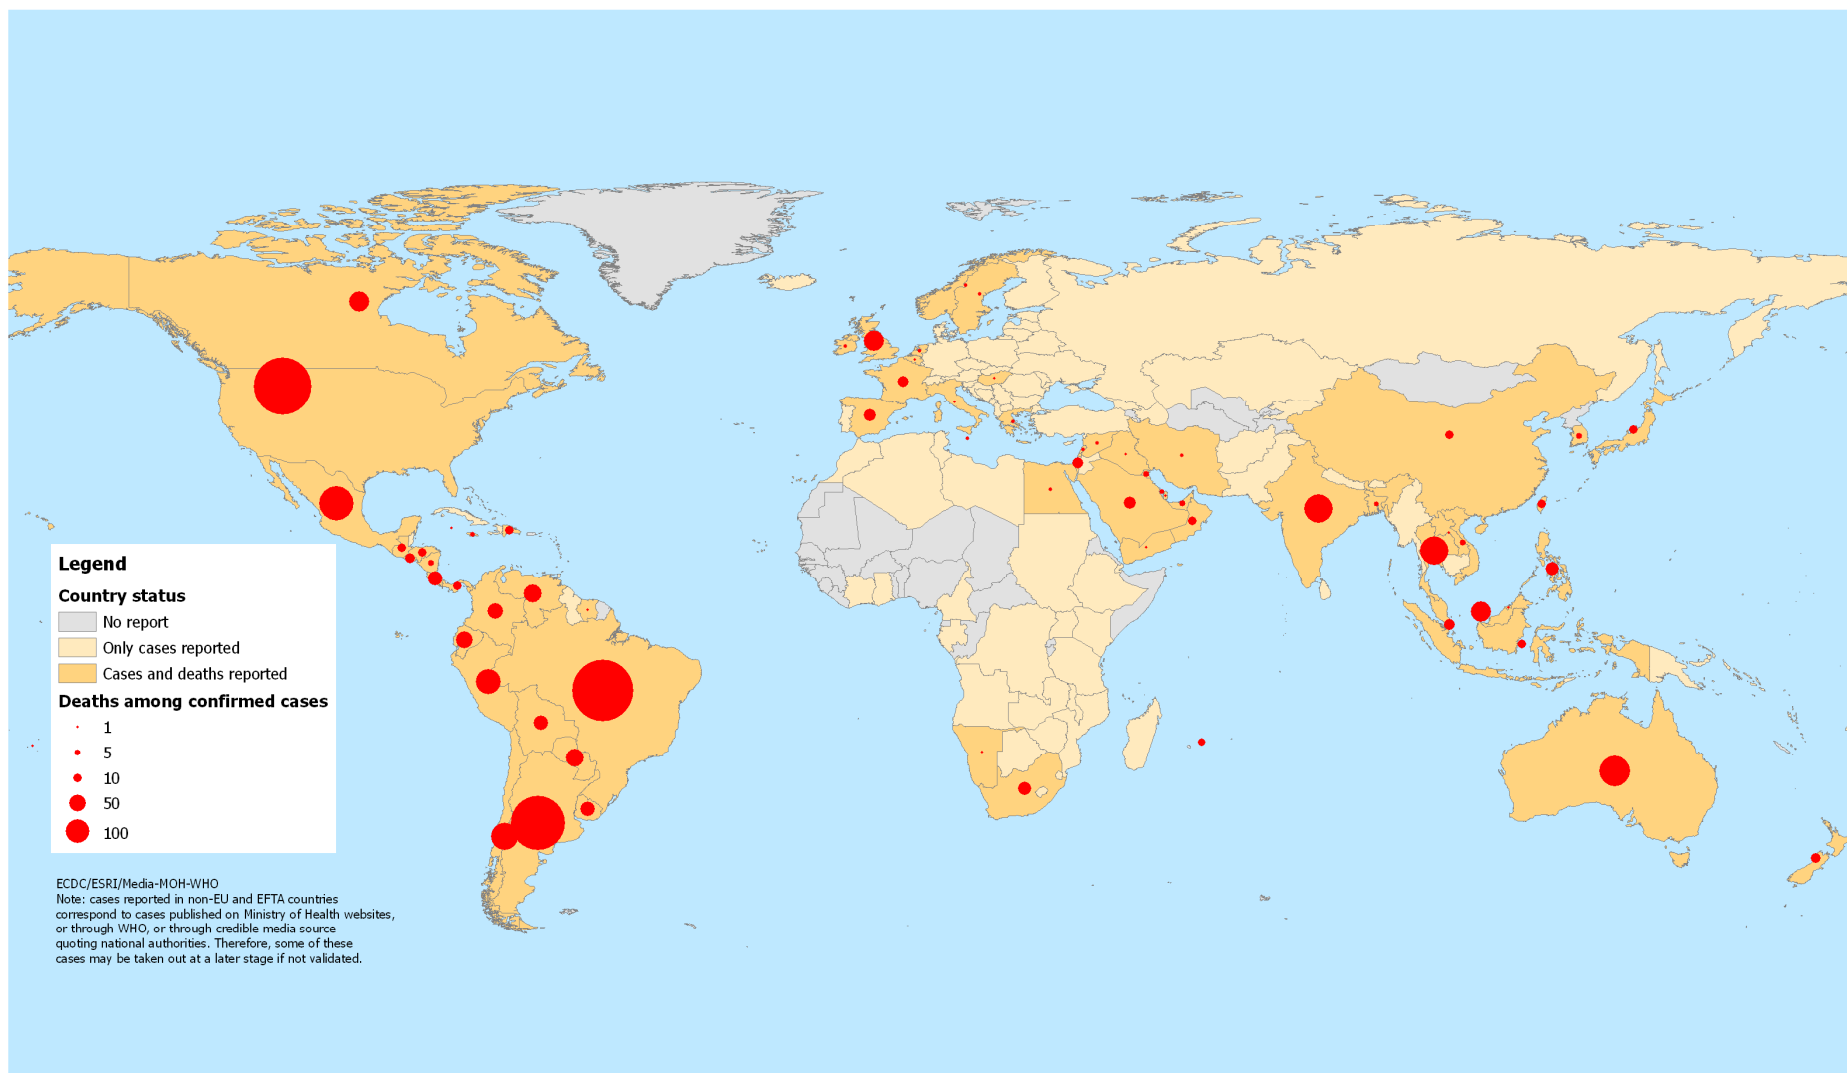 Legend
Country status
No report
Only cases reported
Cases and deaths reported
Deaths among confirmed cases
1
5
10
50
100
ECDC/ESRI/Media-MOH-WHO
Note: cases reported in non-EU and EFTA countries
correspond to cases published on Ministry of Health websites,
or through WHO, or through credible media source
quoting national authorities. Therefore, some of these
cases may be taken out at a later stage if not validated.